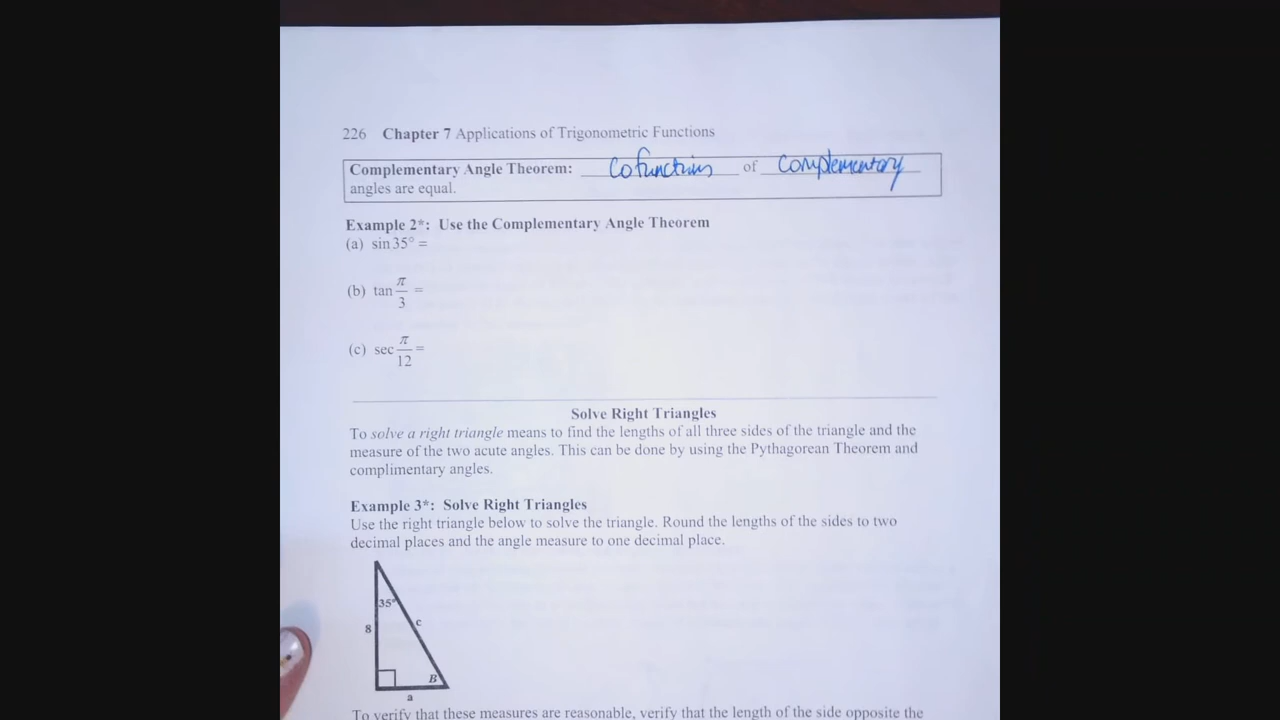 226 Chapter 7 Applications of Trigonometric Functions
Complementary Angle Theorem: Cofunctions of complementary
angles are equal.
Example 2*: Use the Complementary Angle Theorem
(a) sin 35° =
(b) tan π/3 =
(c) sec π/12 =
Solve Right Triangles
To solve a right triangle means to find the lengths of all three sides of the triangle and the
measure of the two acute angles. This can be done by using the Pythagorean Theorem and
complimentary angles.
Example 3*: Solve Right Triangles
Use the right triangle below to solve the triangle. Round the lengths of the sides to two
decimal places and the angle measure to one decimal place.
35°
8
c
B
a
To verify that these measures are reasonable, verify that the length of the side opposite the